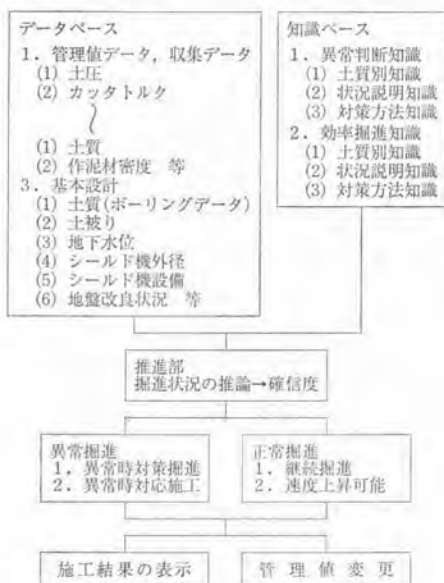 データベース
1．管理値データ，収集データ
(1) 土圧
(2) カッタトルク
(1) 土質
(2) 作泥材密度 等
3．基本設計
(1) 土質(ボーリングデータ)
(2) 土被り
(3) 地下水位
(4) シールド機外径
(5) シールド機設備
(6) 地盤改良状況 等
知識ベース
1．異常判断知識
(1) 土質別知識
(2) 状況説明知識
(3) 対策方法知識
2．効率掘進知識
(1) 土質別知識
(2) 状況説明知識
(3) 対策方法知識
推進部
掘進状況の推論→確信度
異常掘進
1．異常時対策掘進
2．異常時対応施工
正常掘進
1．継続掘進
2．速度上昇可能
施工結果の表示
管理値変更